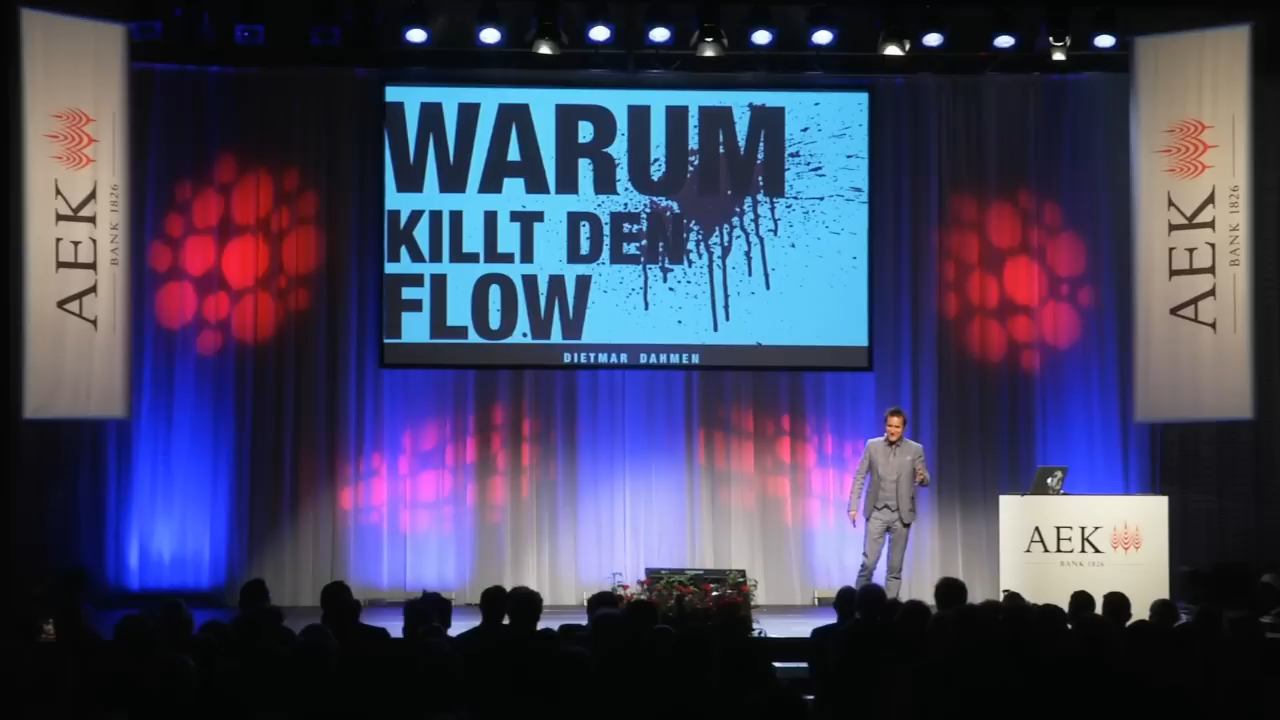 AEK
BANK 1826
WARUM
KILLT DEN
FLOW
DIETMAR DAHMEN
AEK
BANK 1826
AEK
BANK 1826